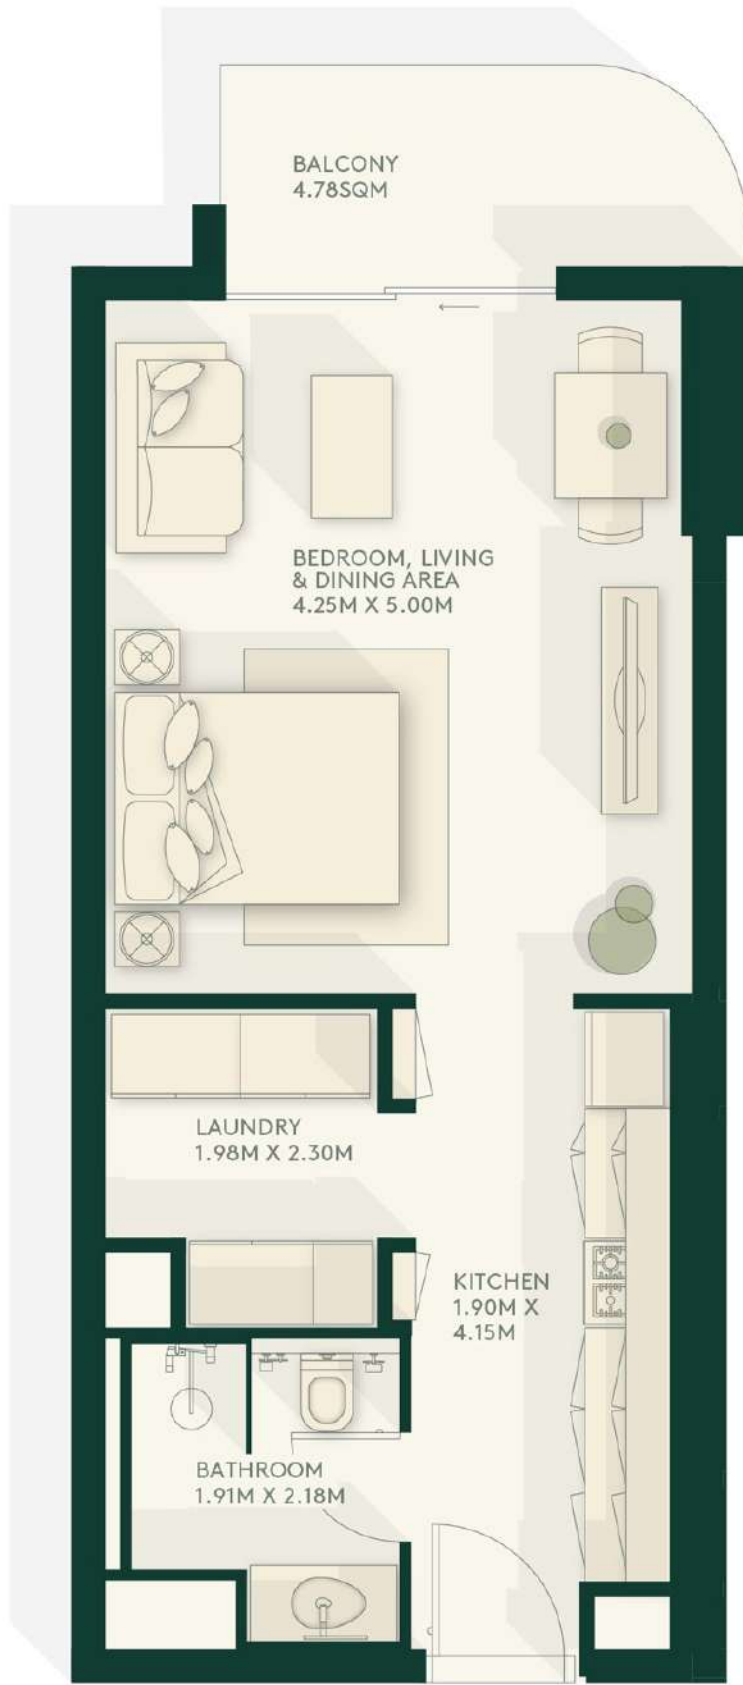 BALCONY
4.78SQM
BEDROOM, LIVING
& DINING AREA
4.25M X 5.00M
LAUNDRY
1.98M X 2.30M
KITCHEN
1.90M X
4.15M
BATHROOM
1.91M X 2.18M